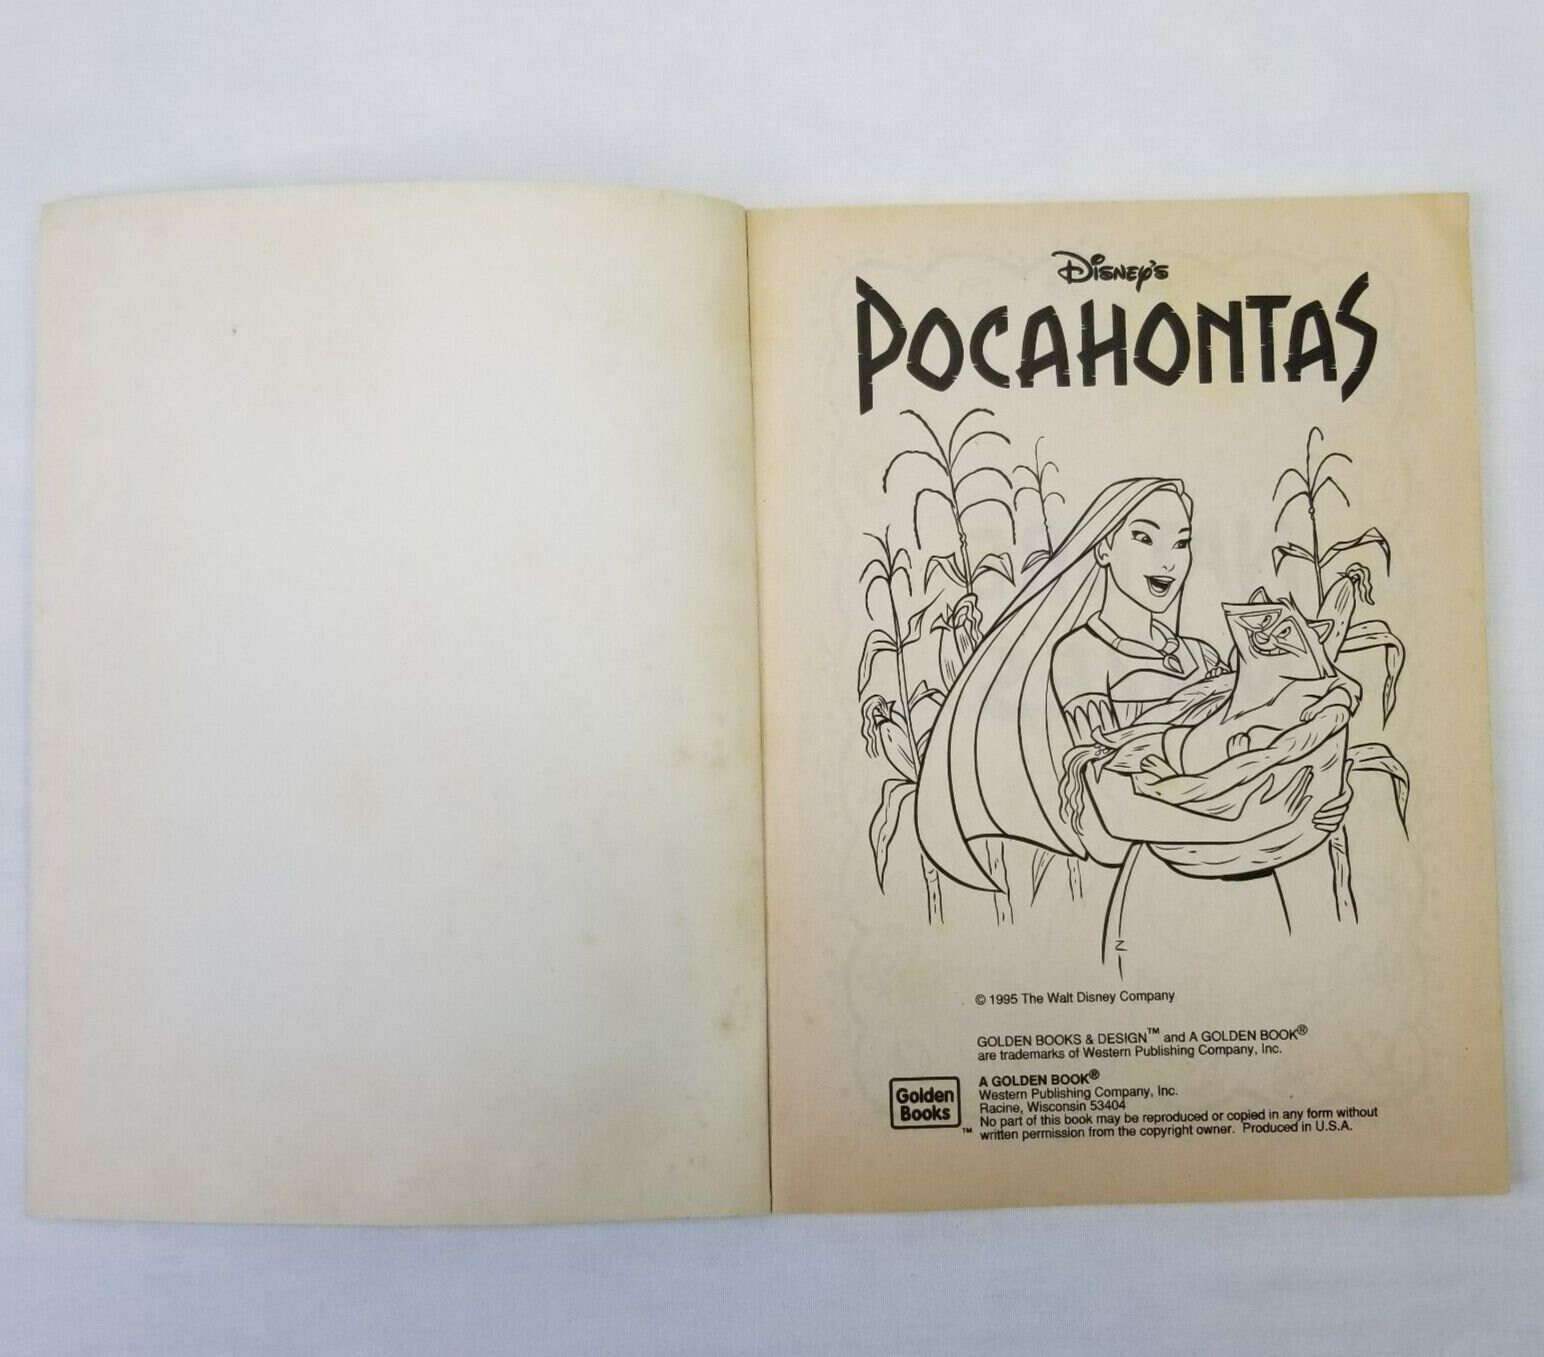 DISNEY'S
POCAHONTAS
© 1995 The Walt Disney Company
GOLDEN BOOKS & DESIGN™ and A GOLDEN BOOK®
are trademarks of Western Publishing Company, Inc.
Golden
Books
™
A GOLDEN BOOK®
Western Publishing Company, Inc.
Racine, Wisconsin 53404
No part of this book may be reproduced or copied in any form without
written permission from the copyright owner. Produced in U.S.A.